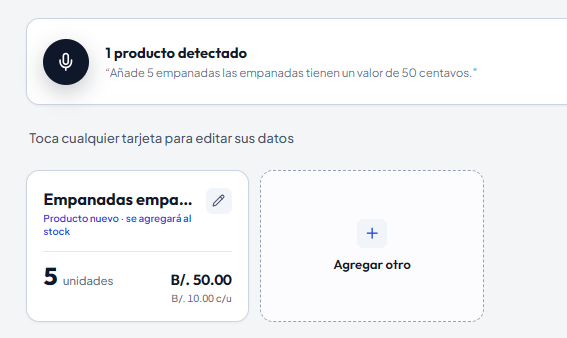 1 producto detectado
“Añade 5 empanadas las empanadas tienen un valor de 50 centavos.”
Toca cualquier tarjeta para editar sus datos
Empanadas empa...
Producto nuevo · se agregará al
stock
5 unidades
B/. 50.00
B/. 10.00 c/u
Agregar otro